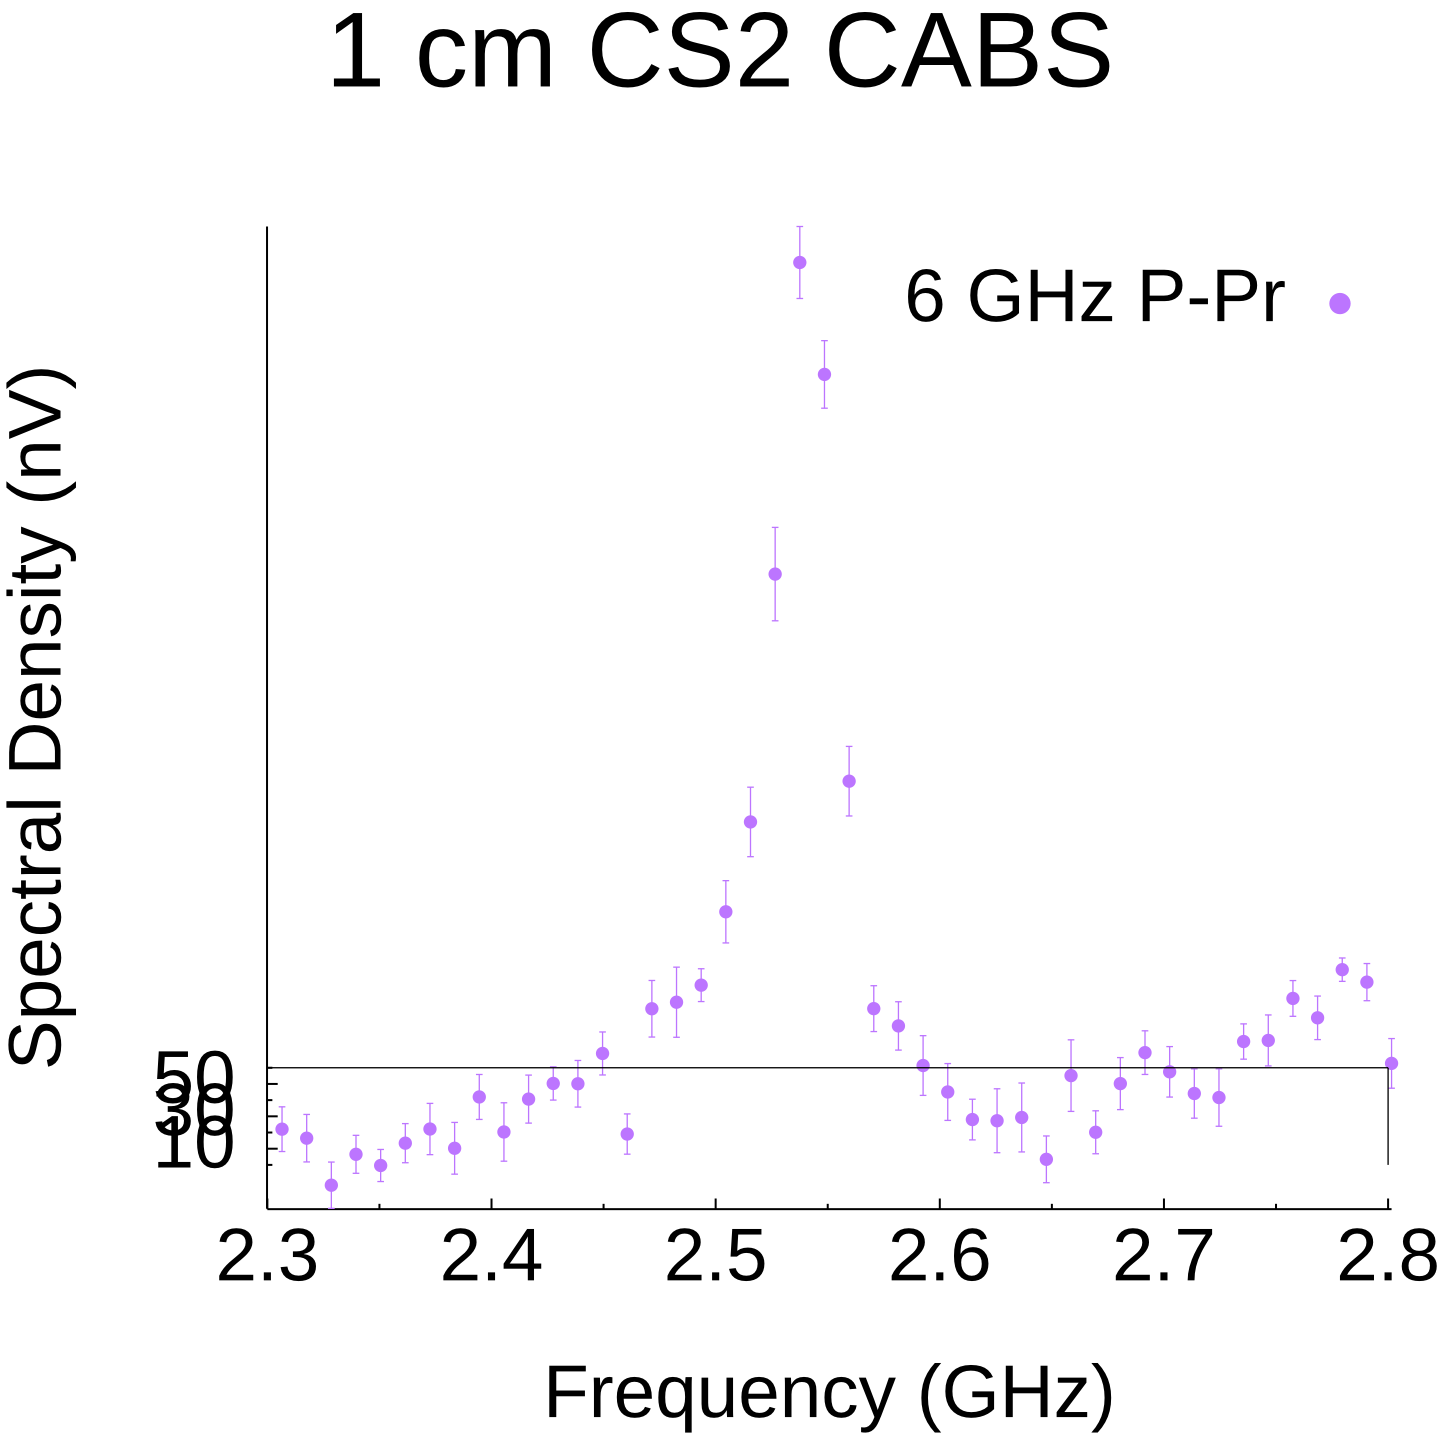 1 cm CS2 CABS
6 GHz P-Pr
Spectral Density (nV)
50
30
10
2.3 2.4 2.5 2.6 2.7 2.8
Frequency (GHz)